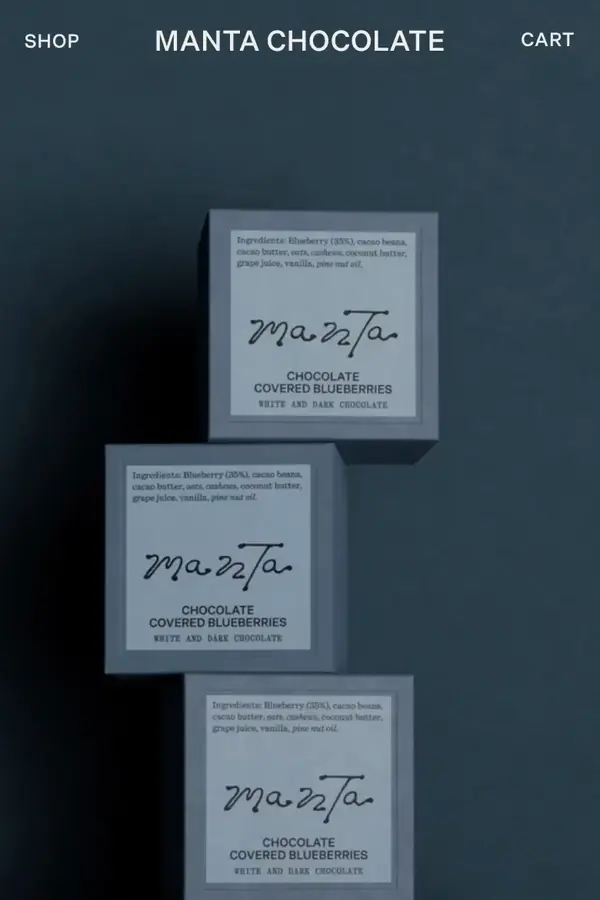 SHOP
MANTA CHOCOLATE
CART
Ingredients: Blueberry (35%), cacao beans,
cacao butter, oats, cashews, coconut butter,
grape juice, vanilla, pine nut oil.
manTa
CHOCOLATE
COVERED BLUEBERRIES
WHITE AND DARK CHOCOLATE
Ingredients: Blueberry (35%), cacao beans,
cacao butter, oats, cashews, coconut butter,
grape juice, vanilla, pine nut oil.
manTa
CHOCOLATE
COVERED BLUEBERRIES
WHITE AND DARK CHOCOLATE
Ingredients: Blueberry (35%), cacao beans,
cacao butter, oats, cashews, coconut butter,
grape juice, vanilla, pine nut oil.
manTa
CHOCOLATE
COVERED BLUEBERRIES
WHITE AND DARK CHOCOLATE